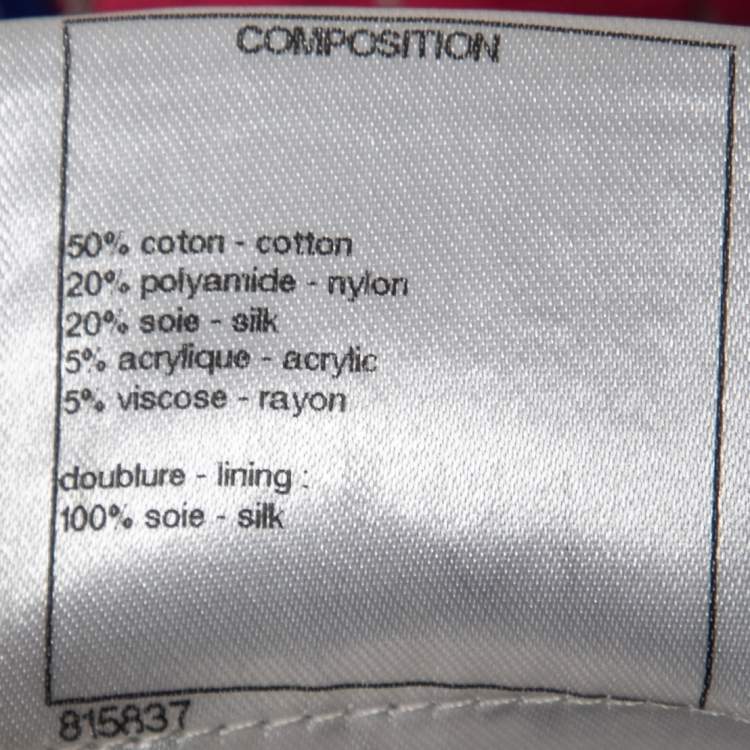 COMPOSITION
50% coton - cotton
20% polyamide - nylon
20% soie - silk
5% acrylique - acrylic
5% viscose - rayon
doublure - lining :
100% soie - silk
815837